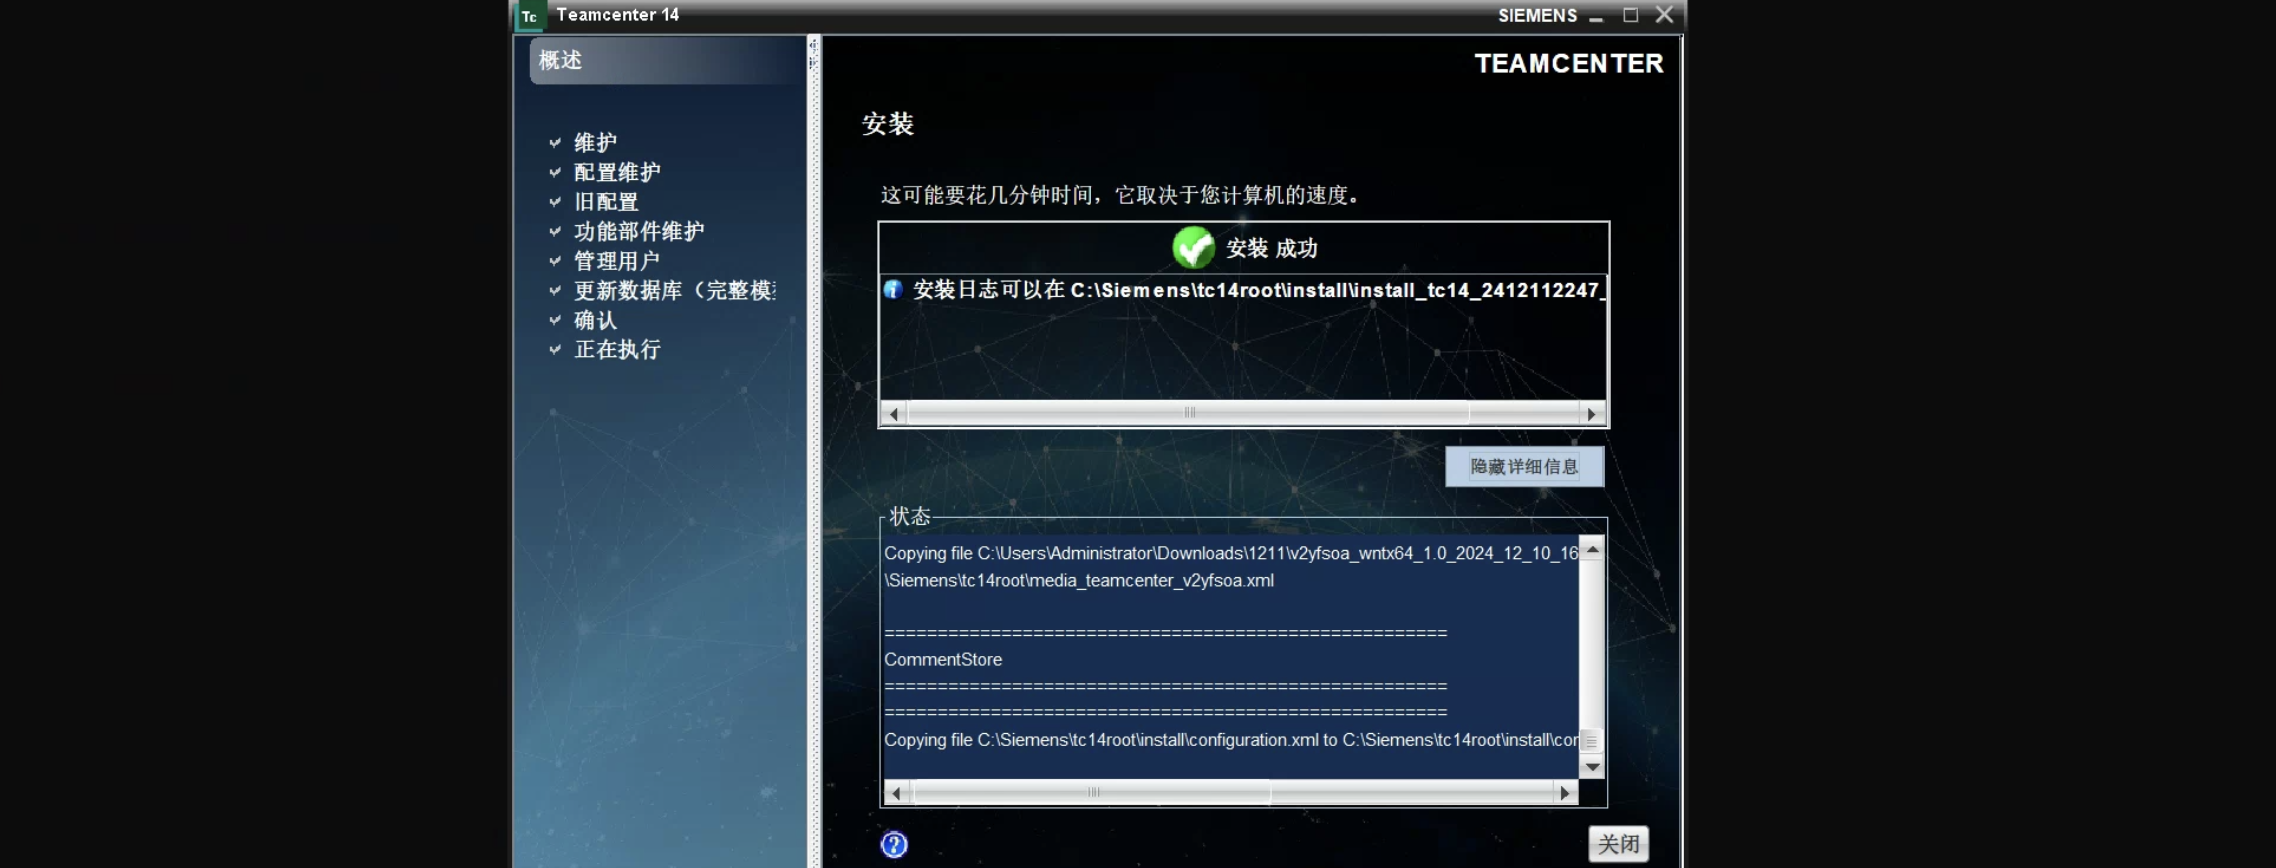 Tc Teamcenter 14 SIEMENS
概述
TEAMCENTER
维护
配置维护
旧配置
功能部件维护
管理用户
更新数据库（完整模
确认
正在执行
安装
这可能要花几分钟时间，它取决于您计算机的速度。
安装 成功
安装日志可以在 C:\Siemens\tc14root\install\install_tc14_2412112247_
隐藏详细信息
状态
Copying file C:\Users\Administrator\Downloads\1211\v2yfsoa_wntx64_1.0_2024_12_10_16
\Siemens\tc14root\media_teamcenter_v2yfsoa.xml
=====================================================
CommentStore
=====================================================
=====================================================
Copying file C:\Siemens\tc14root\install\configuration.xml to C:\Siemens\tc14root\install\cor
关闭